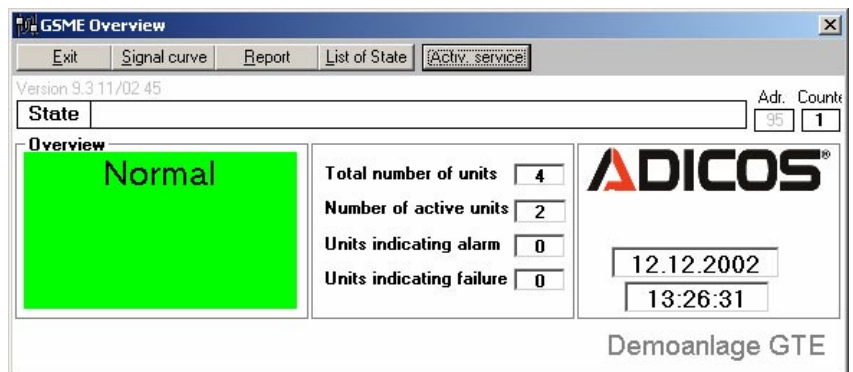 GSME Overview
Exit Signal curve Report List of State Activ. service
Version 9.3 11/02 45
Adr. Counte
State 95 1
Overview
Normal
Total number of units 4
Number of active units 2
Units indicating alarm 0
Units indicating failure 0
ADICOS®
12.12.2002
13:26:31
Demoanlage GTE